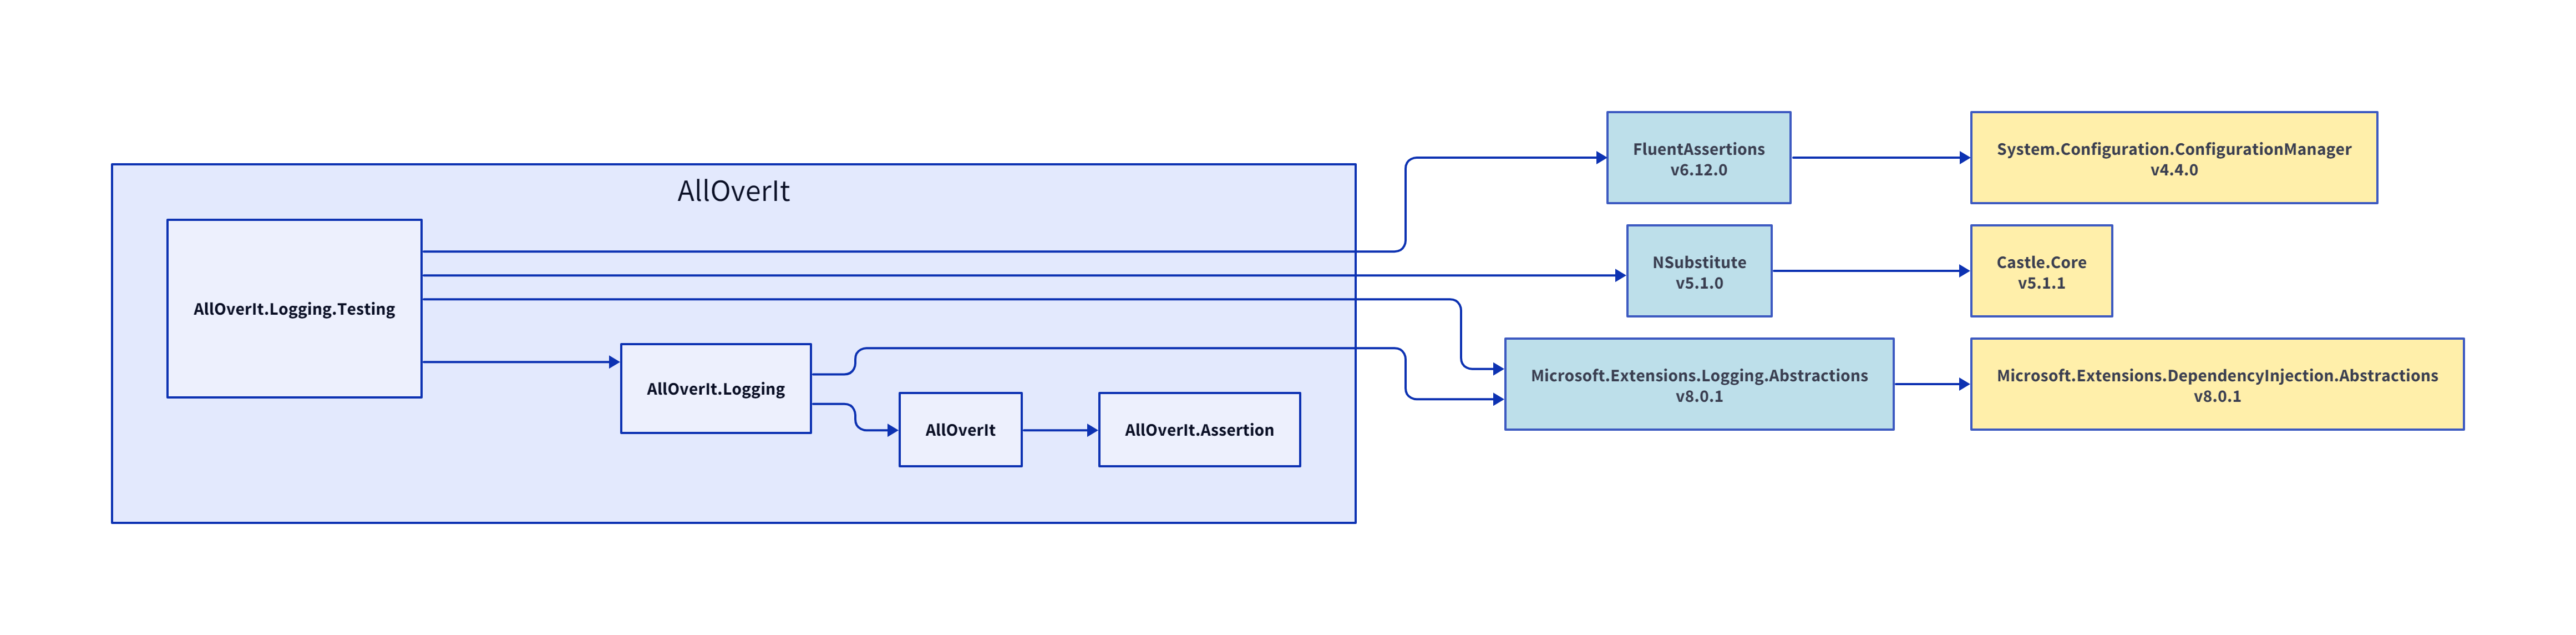 AllOverIt
AllOverIt.Logging.Testing
AllOverIt.Logging
AllOverIt
AllOverIt.Assertion
FluentAssertions
v6.12.0
System.Configuration.ConfigurationManager
v4.4.0
NSubstitute
v5.1.0
Castle.Core
v5.1.1
Microsoft.Extensions.Logging.Abstractions
v8.0.1
Microsoft.Extensions.DependencyInjection.Abstractions
v8.0.1